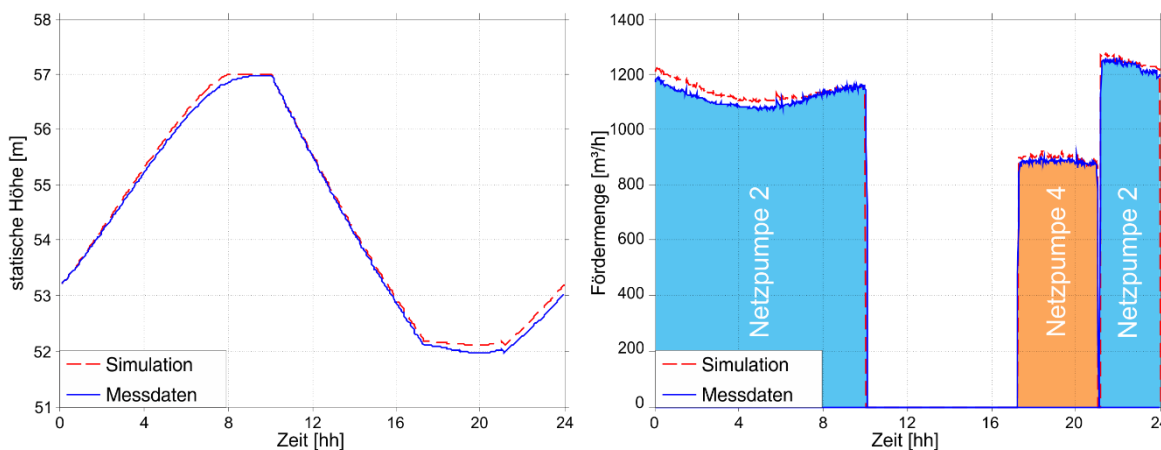 58
57
56
55
54
53
52
51
statische Höhe [m]
Simulation
Messdaten
0 4 8 12 16 20 24
Zeit [hh]
1400
1200
1000
800
600
400
200
0
Fördermenge [m³/h]
Netzpumpe 2
Netzpumpe 4
Netzpumpe 2
Simulation
Messdaten
0 4 8 12 16 20 24
Zeit [hh]